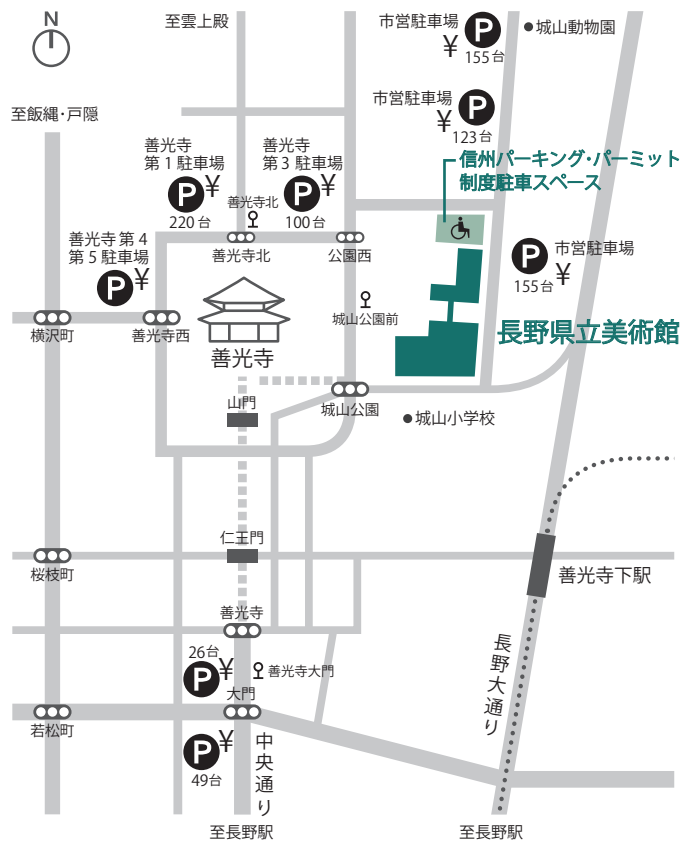 N
至雲上殿
市営駐車場
P
¥
155台
城山動物園
至飯縄・戸隠
市営駐車場
P
¥
123台
善光寺
第1駐車場
P
¥
220台
善光寺
第3駐車場
P
¥
100台
信州パーキング・パーミット
制度駐車スペース
善光寺北
善光寺北
公園西
善光寺第4
第5駐車場
P
¥
P
市営駐車場
¥
155台
横沢町
善光寺西
善光寺
城山公園前
長野県立美術館
山門
城山公園
城山小学校
仁王門
桜枝町
善光寺下駅
善光寺
26台
P
¥
善光寺大門
大門
長野大通り
若松町
P
¥
49台
中央通り
至長野駅
至長野駅